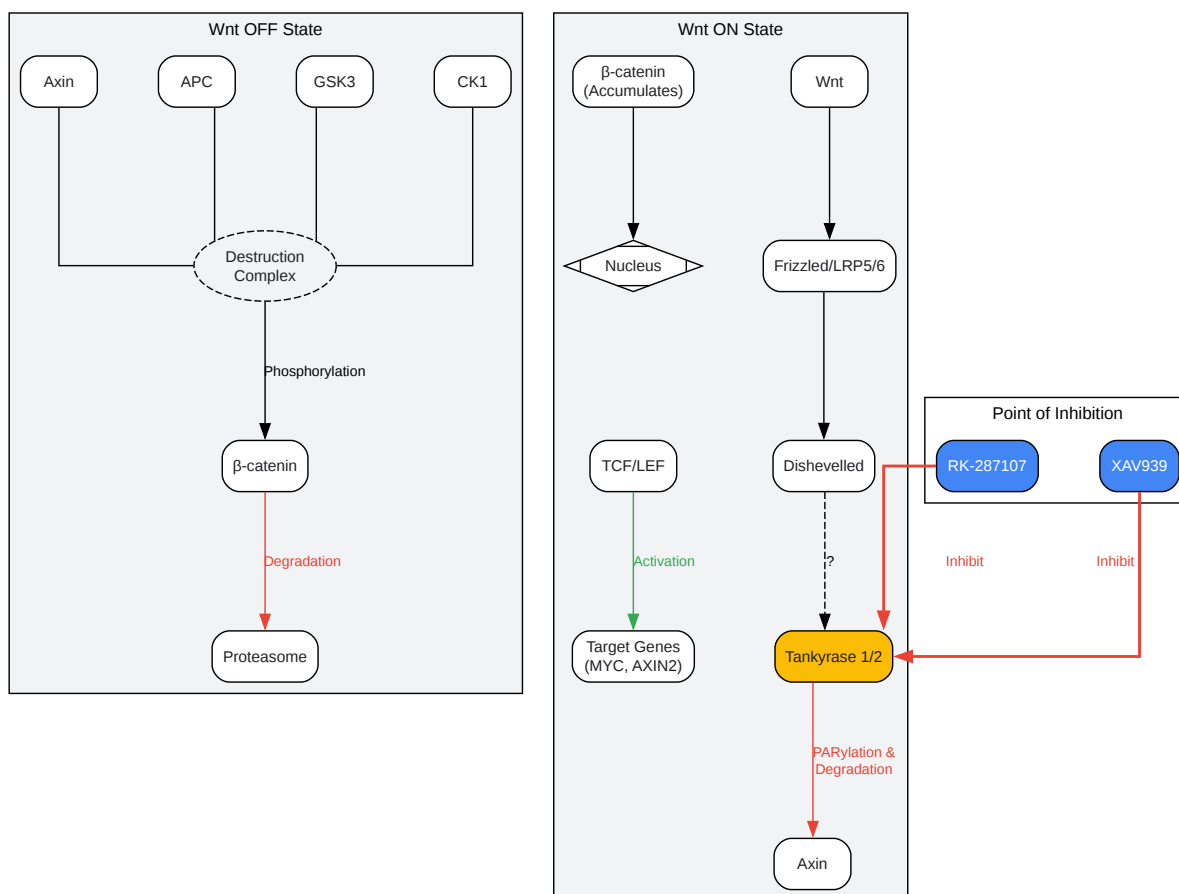 Wnt OFF State
Axin
APC
GSK3
CK1
Destruction
Complex
Phosphorylation
β-catenin
Degradation
Proteasome
Wnt ON State
β-catenin
(Accumulates)
Wnt
Nucleus
Frizzled/LRP5/6
TCF/LEF
Dishevelled
Activation
?
Target Genes
(MYC, AXIN2)
Tankyrase 1/2
PARylation &
Degradation
Axin
Point of Inhibition
RK-287107
XAV939
Inhibit
Inhibit